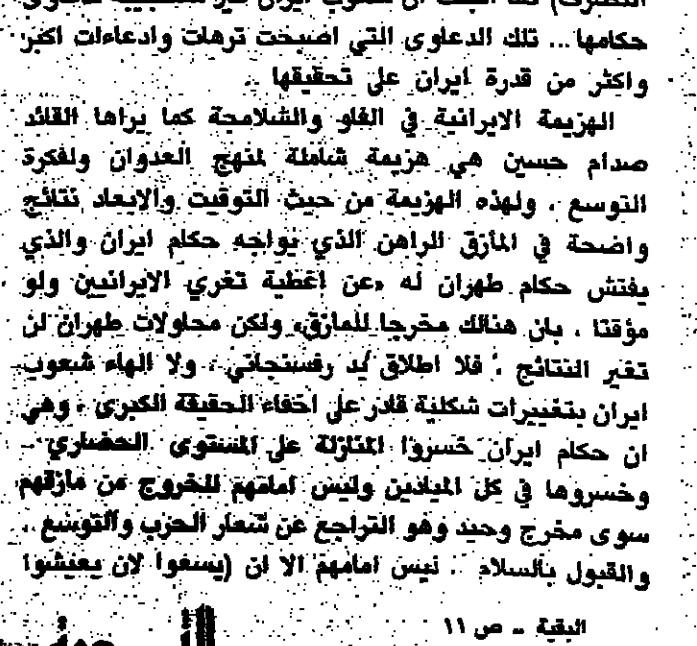 حكامها ... تلك الدعاوى التي اصبحت ترهات وادعاءات اكبر
واكثر من قدرة ايران على تحقيقها ..
الهزيمة الايرانية في الفاو والشلامجة كما يراها القائد
صدام حسين هي هزيمة شاملة لمنهج العدوان ولفكرة
التوسع . ولهذه الهزيمة من حيث التوقيت والابعاد نتائج
واضحة في المأزق الراهن الذي يواجه حكام ايران والذي
يفتش حكام طهران له «عن اغطية تغري الايرانيين ولو
مؤقتا . بان هنالك مخرجا للمازق» ولكن محاولات طهران لن
تغير النتائج . فلا اطلاق يد رفسنجاني . ولا الهاء شعوب
ايران بتغييرات شكلية قادر على اخفاء الحقيقة الكبرى . وهي
ان حكام ايران خسروا المنازلة على المستوى الحضاري ..
وخسروها في كل الميادين وليس امامهم للخروج من مازقهم
سوى مخرج وحيد وهو التراجع عن شعار الحرب والتوسع ..
والقبول بالسلام .. ليس امامهم الا ان (يسعوا لان يعيشوا
البقية - ص ١١